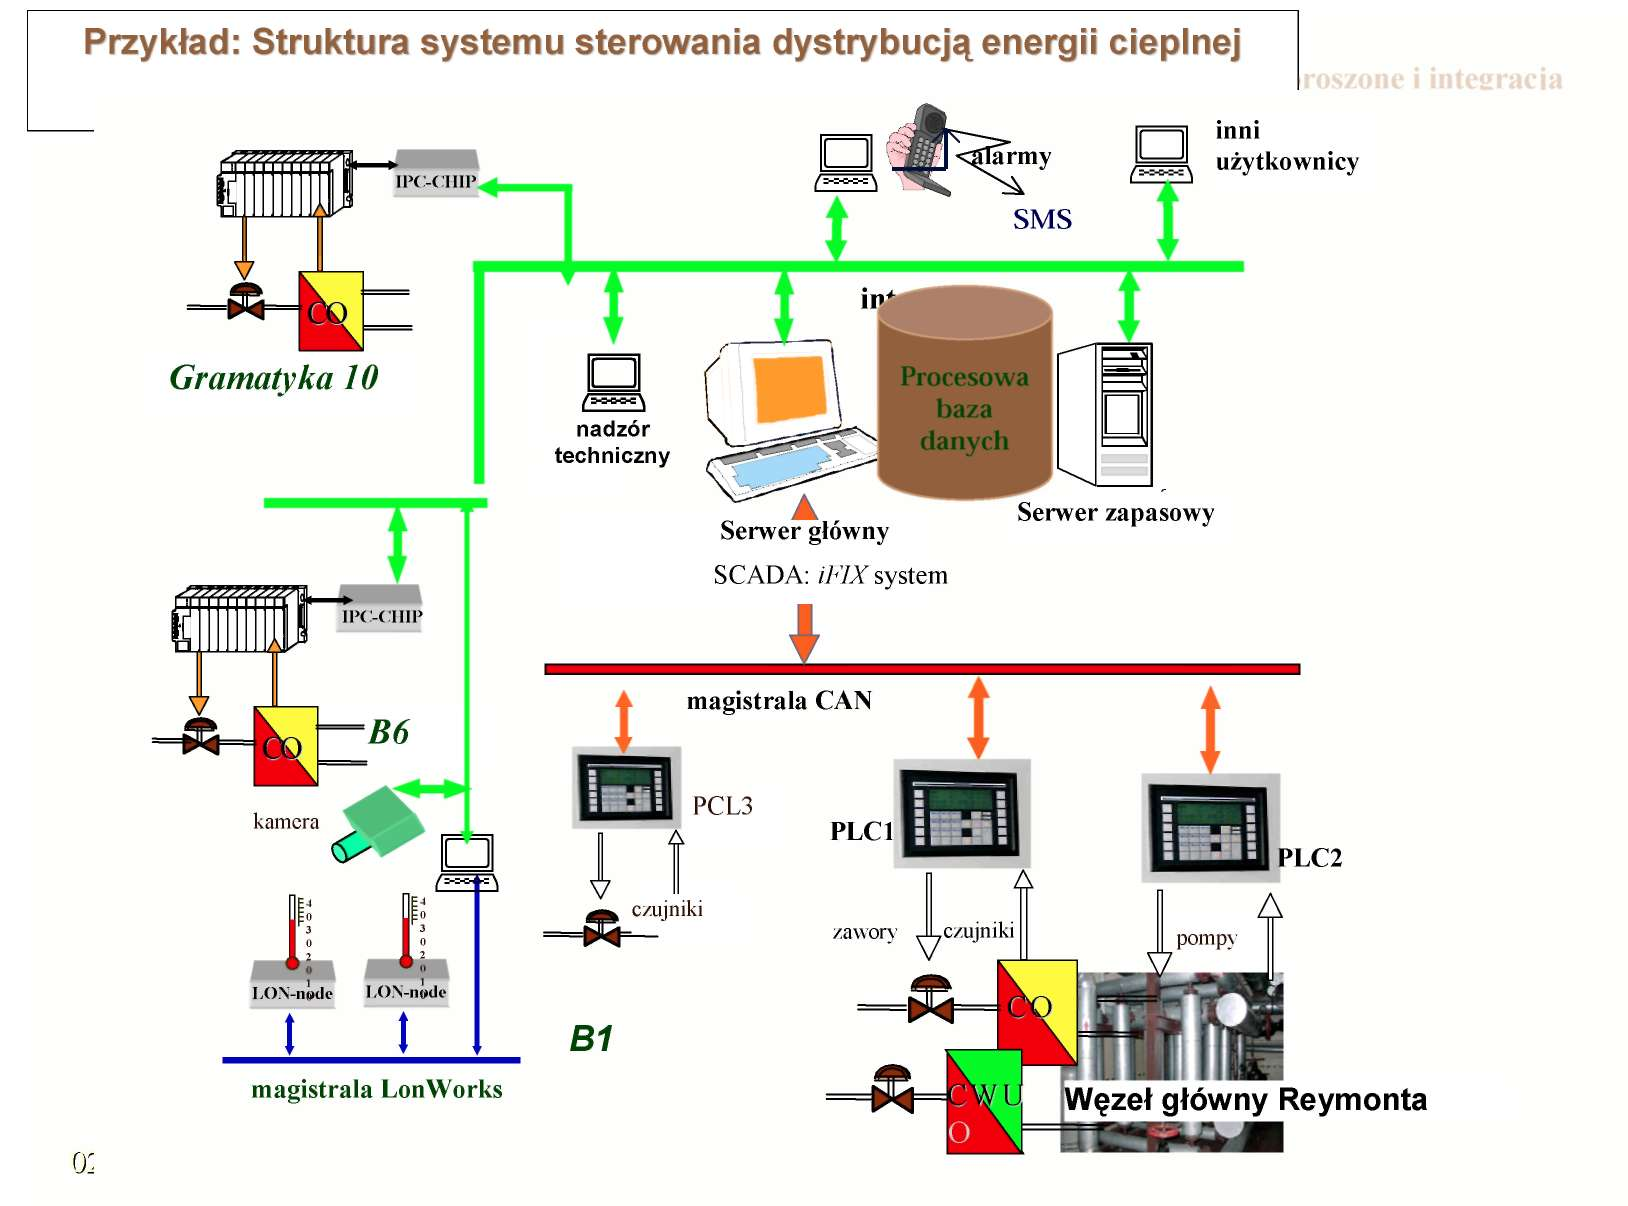 Przykład: Struktura systemu sterowania dystrybucją energii cieplnej
roszone i integracja
IPC-CHIP
alarmy
SMS
inni
użytkownicy
CO
Gramatyka 10
int
nadzór
techniczny
Procesowa
baza
danych
Serwer główny
SCADA: iFIX system
Serwer zapasowy
IPC-CHIP
CO
B6
magistrala CAN
kamera
PCL3
PLC1
PLC2
czujniki
zawory
czujniki
pompy
LON-node
LON-node
CO
B1
magistrala LonWorks
CWU
O
Węzeł główny Reymonta
02